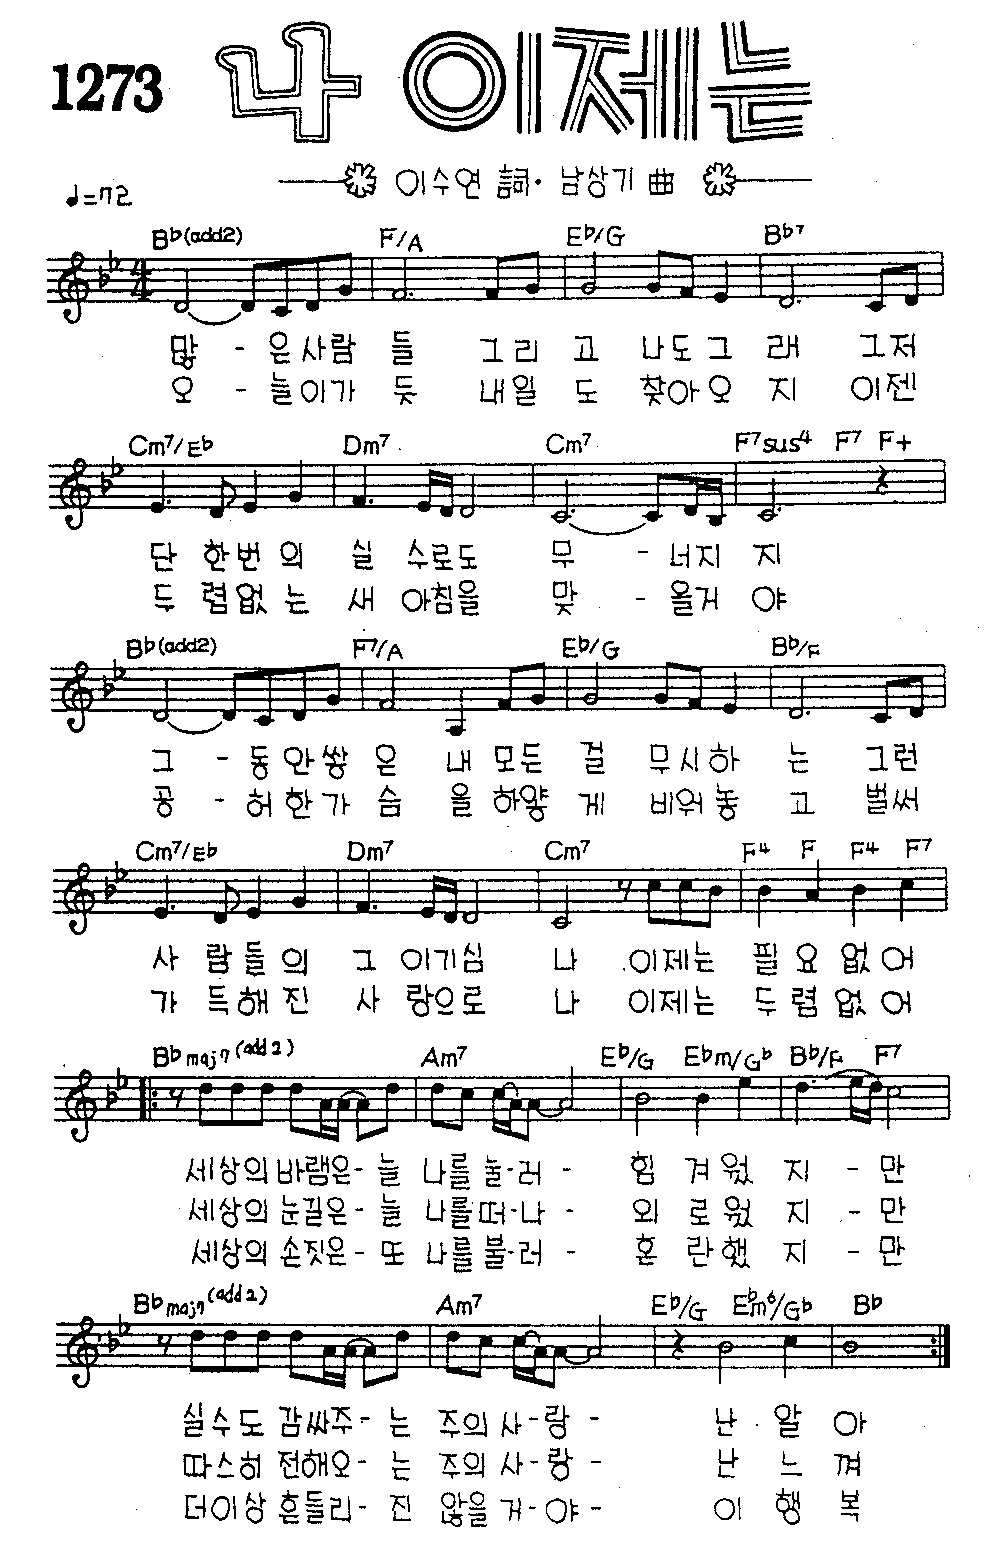 1273
나 이제는
♩=72
이수연 詞· 남상기 曲
B♭(add2) F/A E♭/G B♭7
많 - 은사람 들 그리 고 나도그 래 그저
오 - 늘이가 듯 내일 도 찾아오 지 이젠
Cm7/E♭ Dm7 Cm7 F7sus4 F7 F+
단 한번의 실 수로도 무 - 너지 지
두 렵없는 새 아침을 맞 - 올거 야
B♭(add2) F7/A E♭/G B♭/F
그 - 동안쌓 은 내 모든 걸 무시하 는 그런
공 - 허한가 슴 을 하얗 게 비워놓 고 벌써
Cm7/E♭ Dm7 Cm7 F4 F F4 F7
사 람들의 그 이기심 나 이제는 필 요 없어
가 득해진 사 랑으로 나 이제는 두 렵 없어
B♭maj7(add2) Am7 E♭/G E♭m/G♭ B♭/F F7
세상의 바램은- 늘 나를 눌-러 - 힘 겨웠 지 - 만
세상의 눈길은- 늘 나를떠-나 - 외 로웠 지 - 만
세상의 손짓은- 또 나를불-러 - 혼 란했 지 - 만
B♭maj7(add2) Am7 E♭/G E♭m6/G♭ B♭
실수도 감싸주- 는 주의 사-랑 - 난 알 아
따스히 전해오- 는 주의 사-랑 - 난 느 껴
더이상 흔들리- 진 않을 거-야- 이 행 복